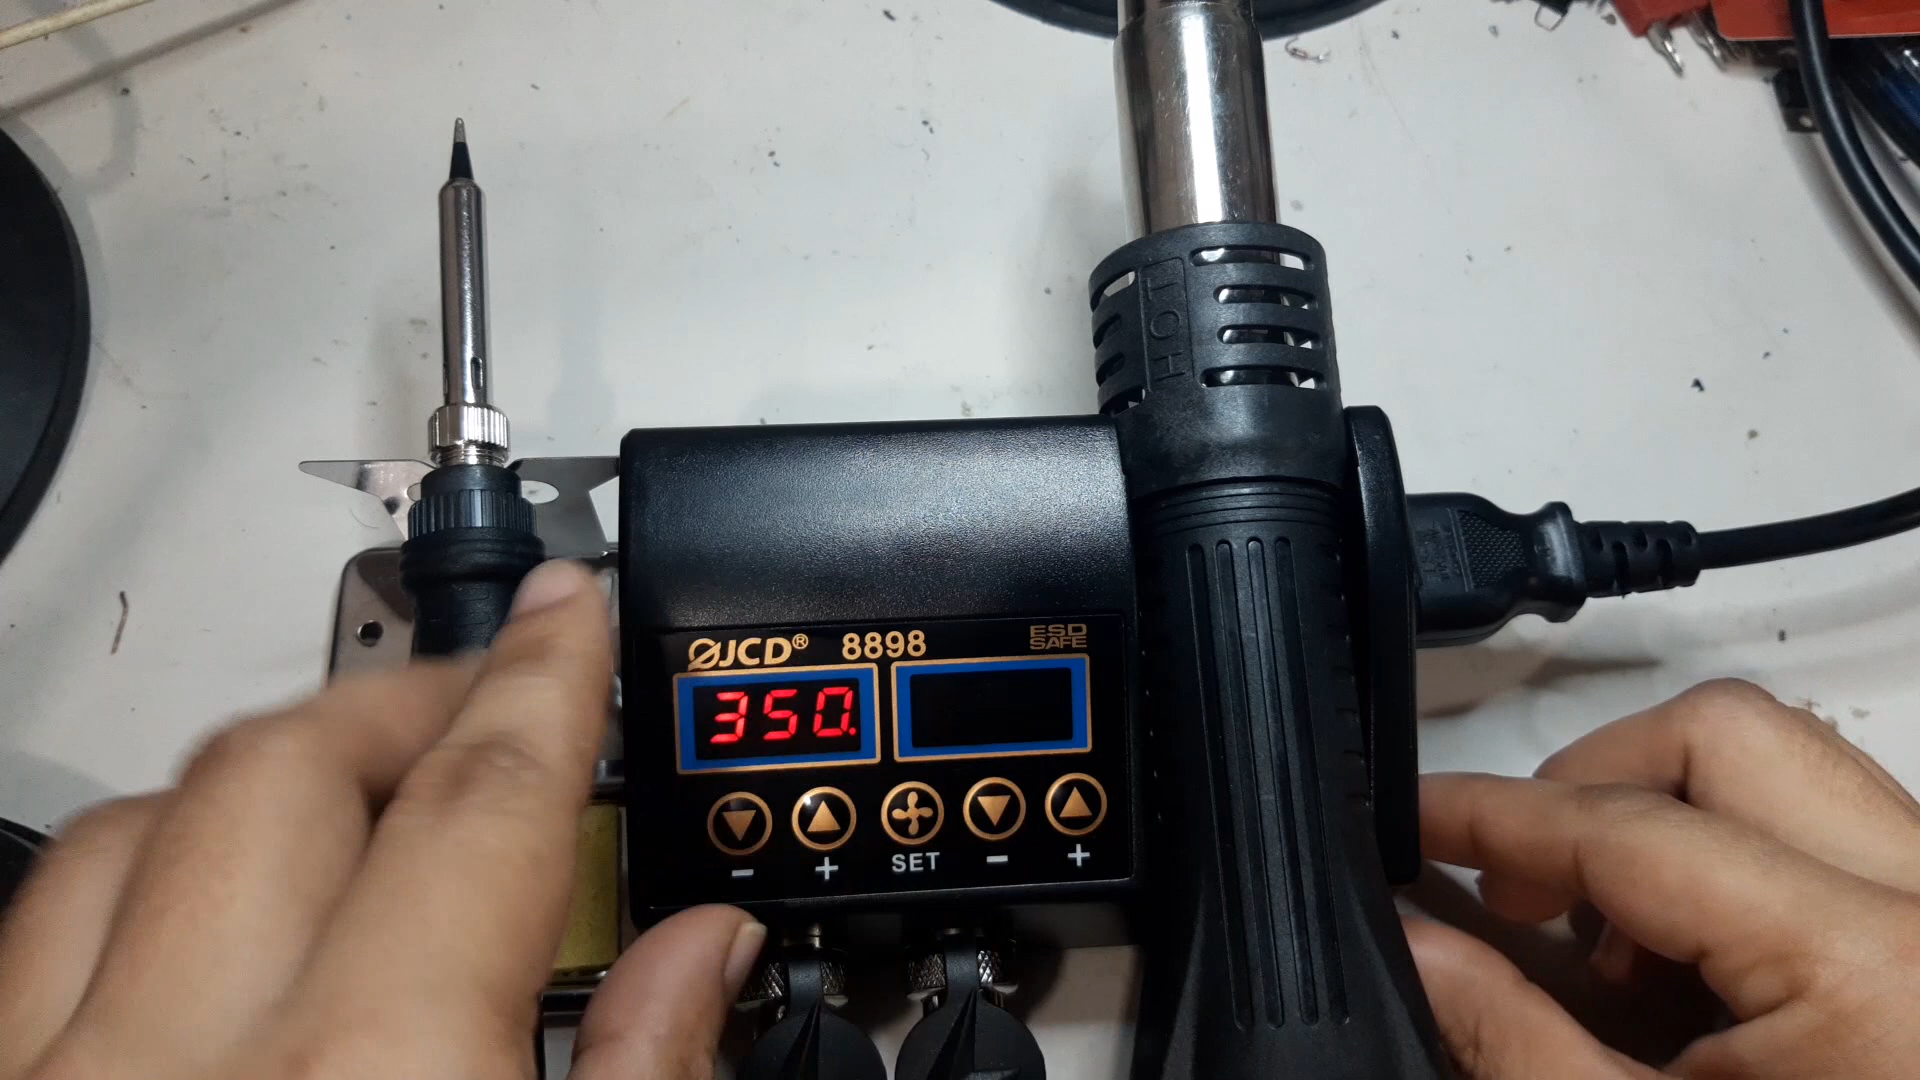 HOT
JCD® 8898
ESD
SAFE
350.
- + SET - +